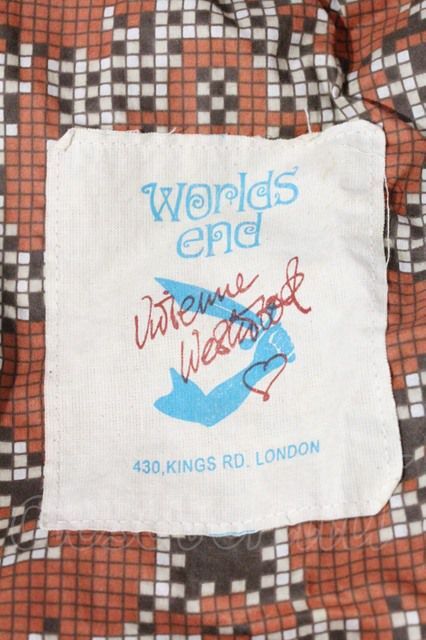 Worlds
end
Vivienne
Westwood
430,KINGS RD. LONDON